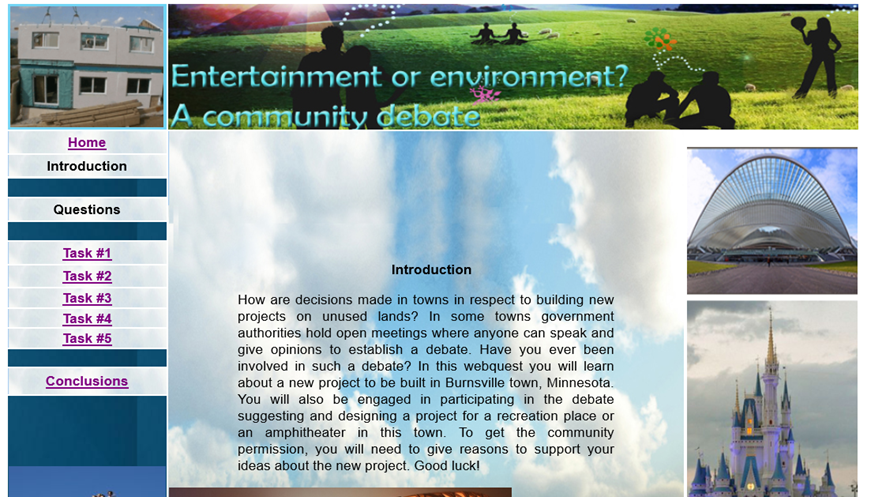 Entertainment or environment?
A community debate
Home
Introduction
Questions
Task #1
Task #2
Task #3
Task #4
Task #5
Conclusions
Introduction
How are decisions made in towns in respect to building new
projects on unused lands? In some towns government
authorities hold open meetings where anyone can speak and
give opinions to establish a debate. Have you ever been
involved in such a debate? In this webquest you will learn
about a new project to be built in Burnsville town, Minnesota.
You will also be engaged in participating in the debate
suggesting and designing a project for a recreation place or
an amphitheater in this town. To get the community
permission, you will need to give reasons to support your
ideas about the new project. Good luck!